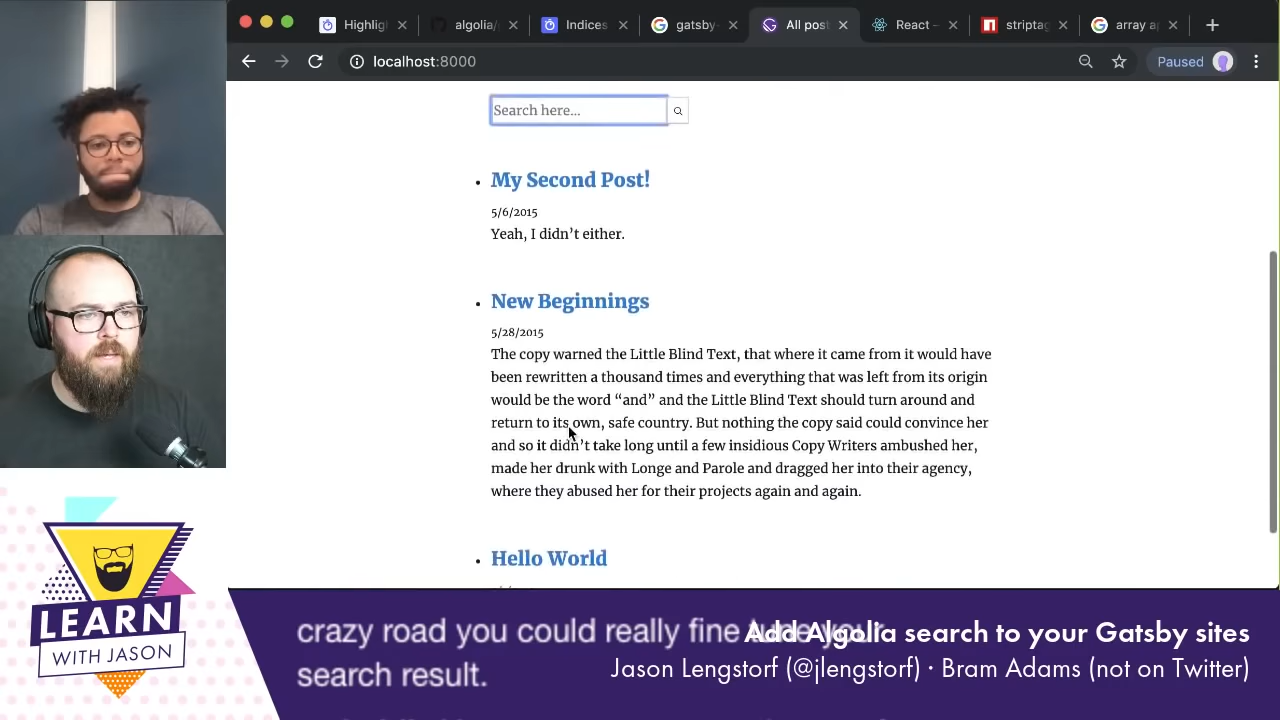 Highlig
algolia/
Indices
gatsby-
All post
React –
striptag
array a
localhost:8000
Paused
Search here...
My Second Post!
5/6/2015
Yeah, I didn’t either.
New Beginnings
5/28/2015
The copy warned the Little Blind Text, that where it came from it would have
been rewritten a thousand times and everything that was left from its origin
would be the word “and” and the Little Blind Text should turn around and
return to its own, safe country. But nothing the copy said could convince her
and so it didn’t take long until a few insidious Copy Writers ambushed her,
made her drunk with Longe and Parole and dragged her into their agency,
where they abused her for their projects again and again.
Hello World
LEARN
WITH JASON
crazy road you could really fine your
search result.
Add Algolia search to your Gatsby sites
Jason Lengstorf (@jlengstorf) · Bram Adams (not on Twitter)